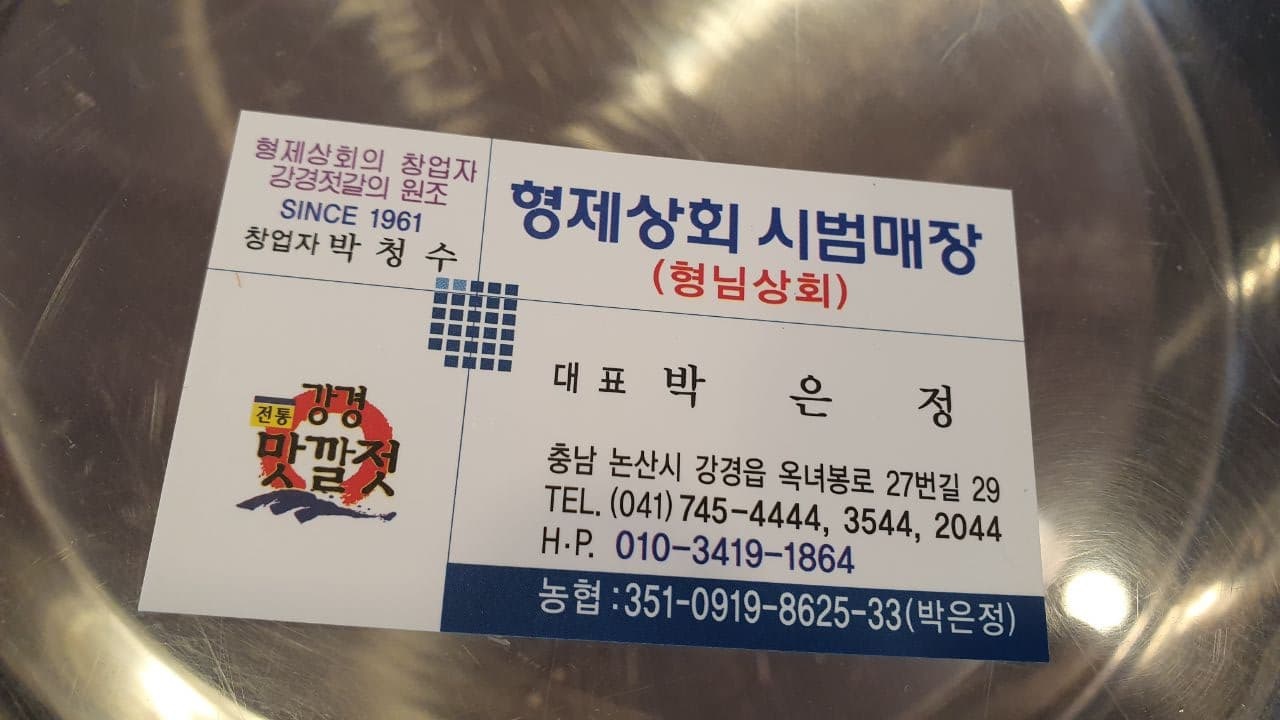 형제상회의 창업자
강경젓갈의 원조
SINCE 1961
창업자 박 청 수
형제상회 시범매장
(형님상회)
전통 강경
맛깔젓
대 표 박 은 정
충남 논산시 강경읍 옥녀봉로 27번길 29
TEL. (041) 745-4444, 3544, 2044
H·P. 010-3419-1864
농협 : 351-0919-8625-33(박은정)